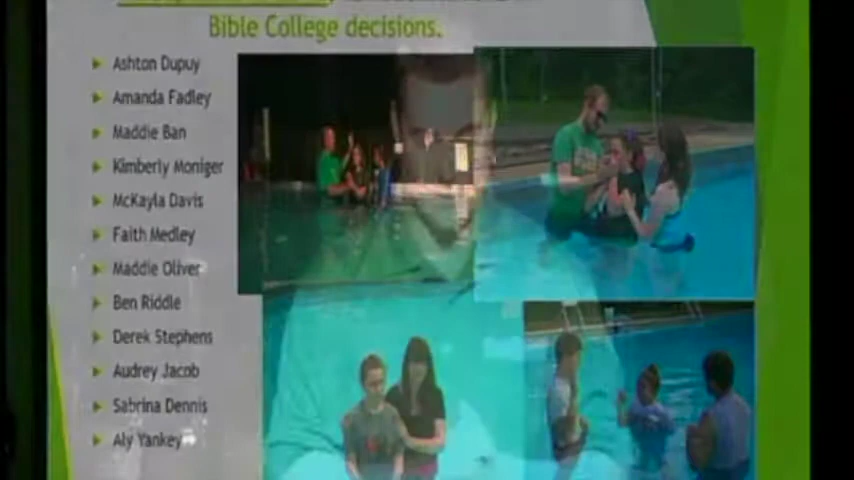 Bible College decisions.
Ashton Dupuy
Amanda Fadley
Maddie Ban
Kimberly Moniger
McKayla Davis
Faith Medley
Maddie Oliver
Ben Riddle
Derek Stephens
Audrey Jacob
Sabrina Dennis
Aly Yankey